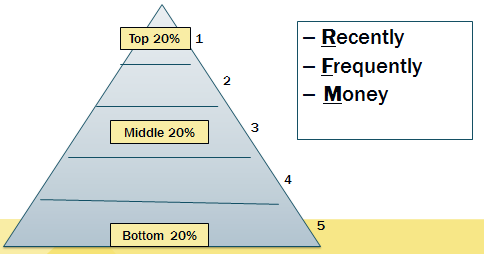 Top 20%
1
2
Middle 20%
3
4
Bottom 20%
5
– Recently
– Frequently
– Money